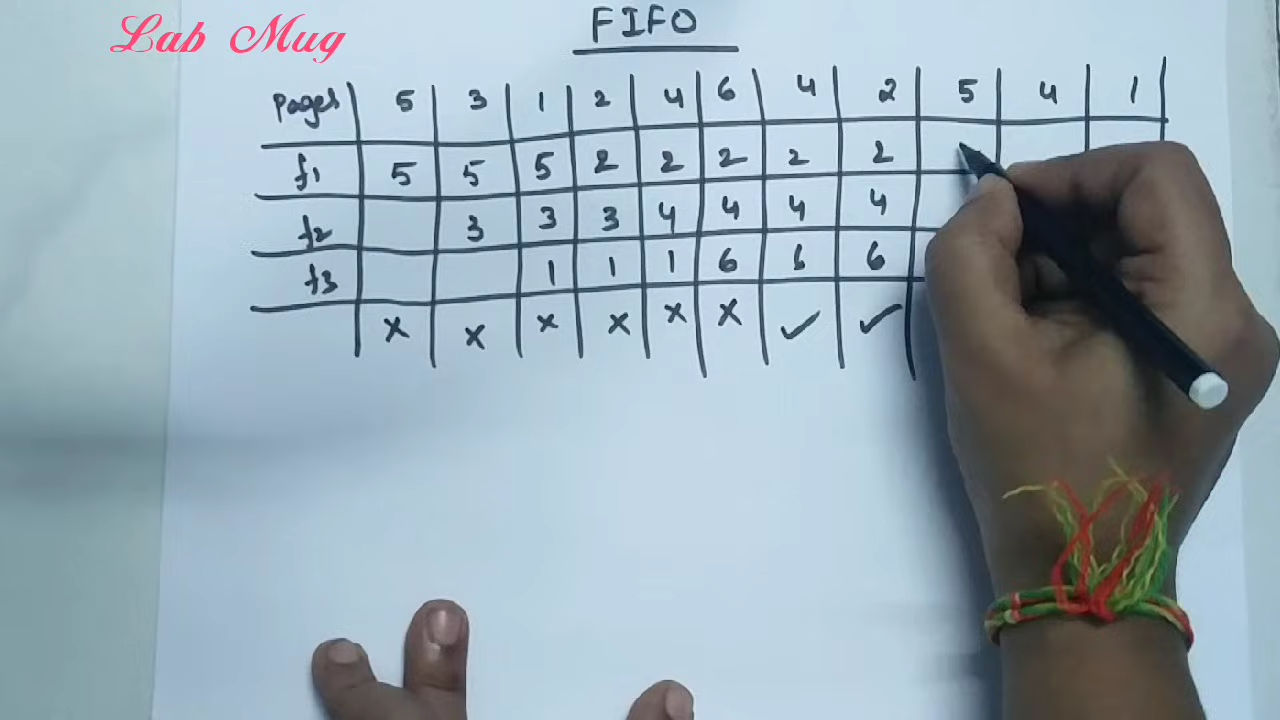 Lab Mug
FIFO
Pages 5 3 1 2 4 6 4 2 5 4 1
f1 5 5 5 2 2 2 2 2
f2 3 3 3 4 4 4 4
f3 1 1 1 6 6 6
x x x x x x ✓ ✓